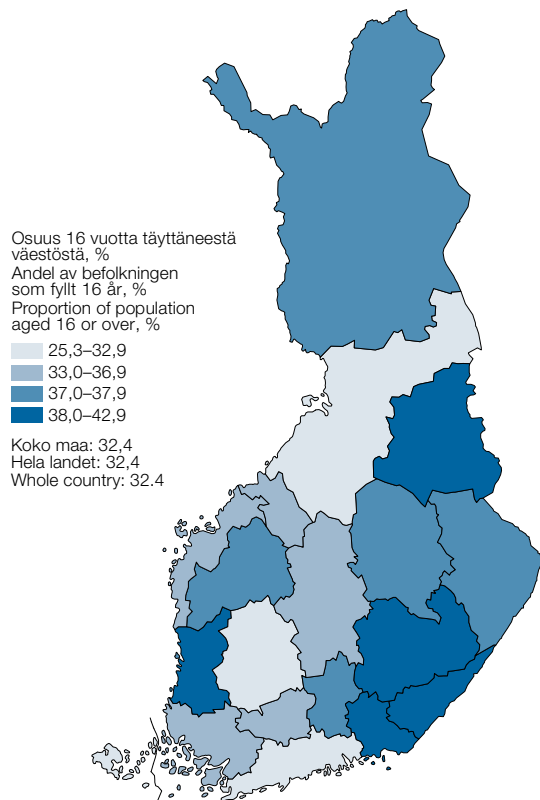 Osuus 16 vuotta täyttäneestä
väestöstä, %
Andel av befolkningen
som fyllt 16 år, %
Proportion of population
aged 16 or over, %
25,3–32,9
33,0–36,9
37,0–37,9
38,0–42,9
Koko maa: 32,4
Hela landet: 32,4
Whole country: 32.4